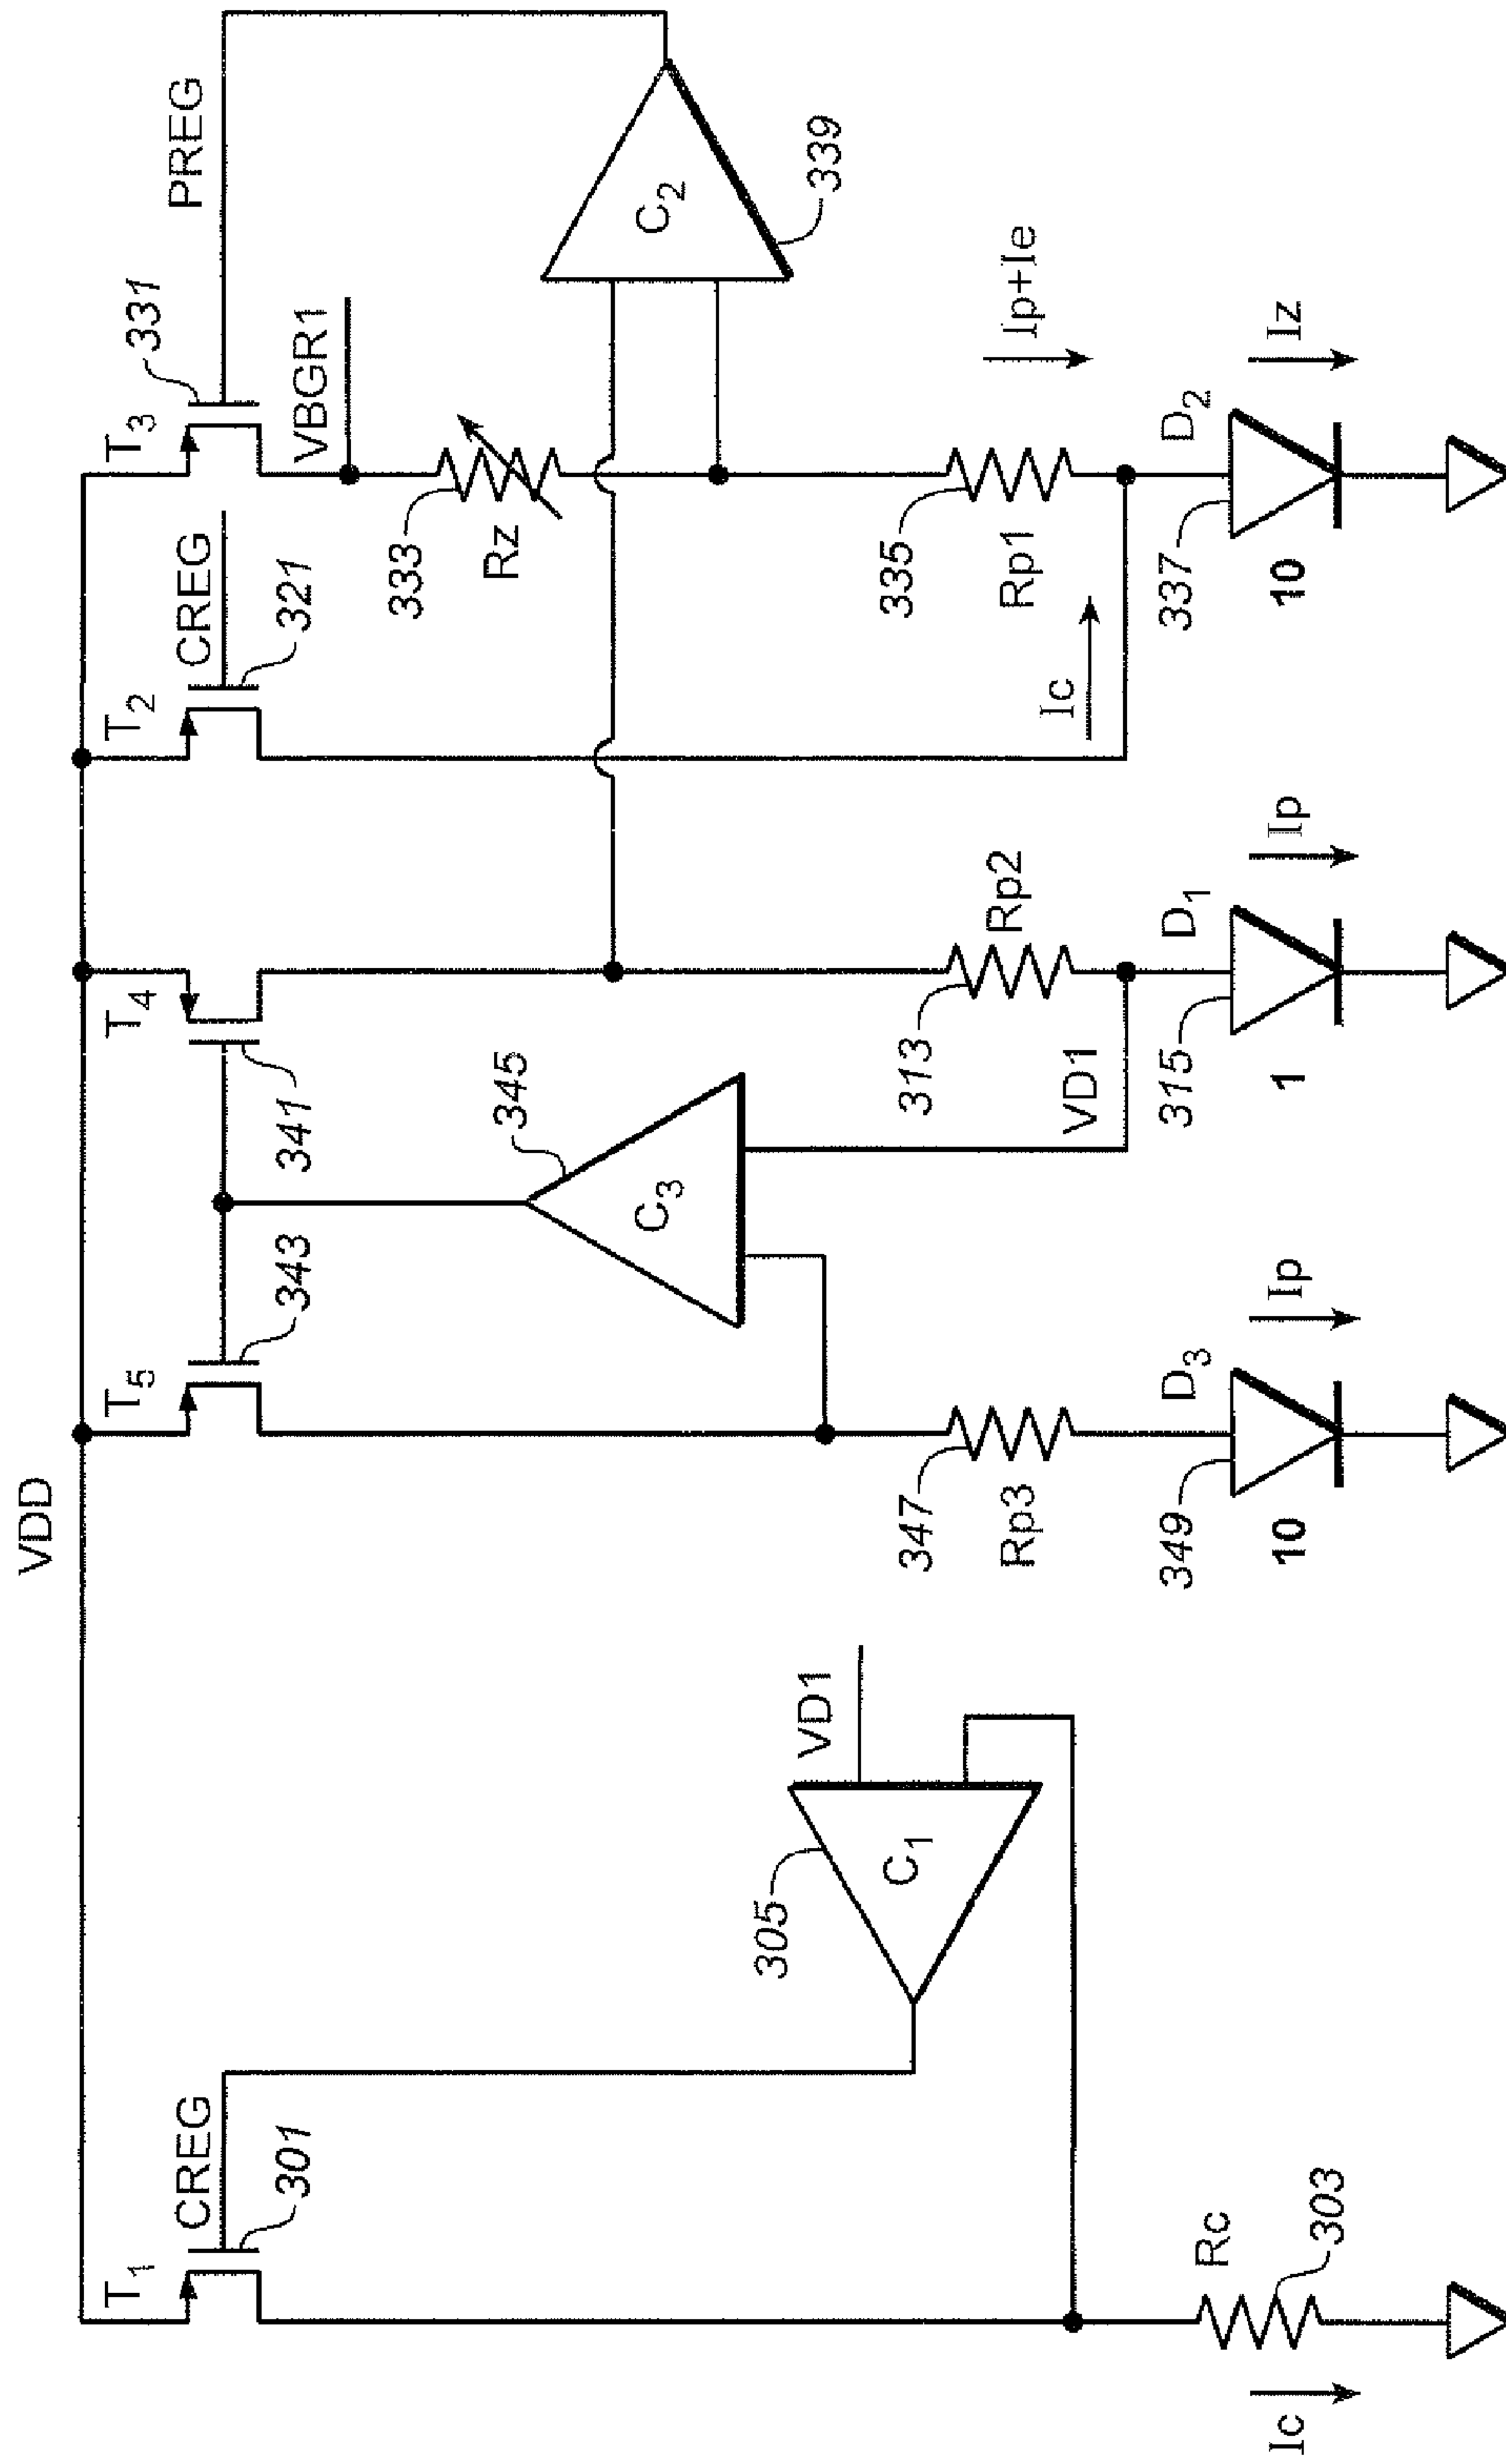 VDD
T1
CREG
301
C1
305
VD1
Rc
303
Ic
T5
343
T4
341
C3
345
347
Rp3
D3
349
10
Ip
313
Rp2
VD1
D1
315
1
Ip
T2
CREG
321
Ic
T3
331
PREG
VBGR1
333
Rz
C2
339
335
Rp1
Ip+Ie
D2
337
10
Iz